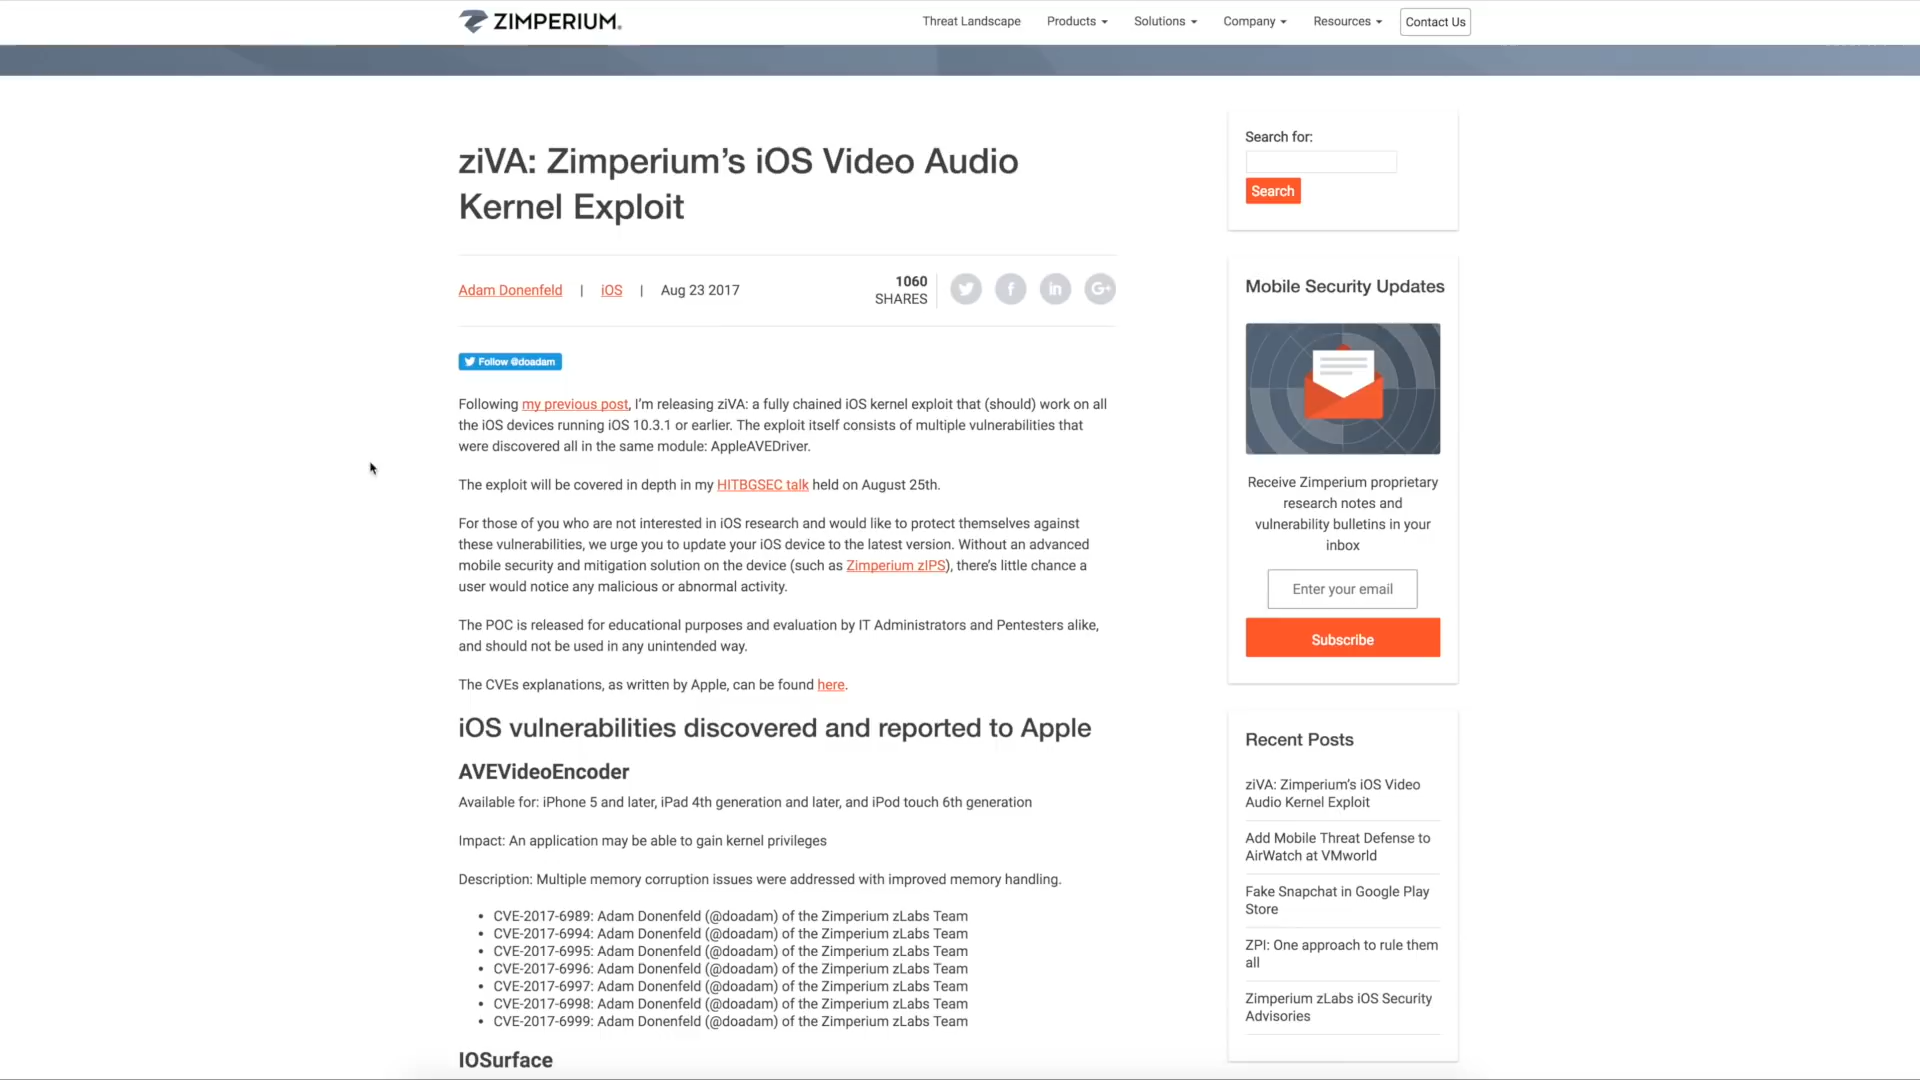 ZIMPERIUM.
Threat Landscape
Products
Solutions
Company
Resources
Contact Us
ziVA: Zimperium’s iOS Video Audio
Kernel Exploit
Adam Donenfeld | iOS | Aug 23 2017
1060
SHARES
Follow @doadam
Following my previous post, I’m releasing ziVA: a fully chained iOS kernel exploit that (should) work on all
the iOS devices running iOS 10.3.1 or earlier. The exploit itself consists of multiple vulnerabilities that
were discovered all in the same module: AppleAVEDriver.
The exploit will be covered in depth in my HITBGSEC talk held on August 25th.
For those of you who are not interested in iOS research and would like to protect themselves against
these vulnerabilities, we urge you to update your iOS device to the latest version. Without an advanced
mobile security and mitigation solution on the device (such as Zimperium zIPS), there’s little chance a
user would notice any malicious or abnormal activity.
The POC is released for educational purposes and evaluation by IT Administrators and Pentesters alike,
and should not be used in any unintended way.
The CVEs explanations, as written by Apple, can be found here.
iOS vulnerabilities discovered and reported to Apple
AVEVideoEncoder
Available for: iPhone 5 and later, iPad 4th generation and later, and iPod touch 6th generation
Impact: An application may be able to gain kernel privileges
Description: Multiple memory corruption issues were addressed with improved memory handling.
• CVE-2017-6989: Adam Donenfeld (@doadam) of the Zimperium zLabs Team
• CVE-2017-6994: Adam Donenfeld (@doadam) of the Zimperium zLabs Team
• CVE-2017-6995: Adam Donenfeld (@doadam) of the Zimperium zLabs Team
• CVE-2017-6996: Adam Donenfeld (@doadam) of the Zimperium zLabs Team
• CVE-2017-6997: Adam Donenfeld (@doadam) of the Zimperium zLabs Team
• CVE-2017-6998: Adam Donenfeld (@doadam) of the Zimperium zLabs Team
• CVE-2017-6999: Adam Donenfeld (@doadam) of the Zimperium zLabs Team
IOSurface
Search for:
Search
Mobile Security Updates
Receive Zimperium proprietary
research notes and
vulnerability bulletins in your
inbox
Enter your email
Subscribe
Recent Posts
ziVA: Zimperium’s iOS Video
Audio Kernel Exploit
Add Mobile Threat Defense to
AirWatch at VMworld
Fake Snapchat in Google Play
Store
ZPI: One approach to rule them
all
Zimperium zLabs iOS Security
Advisories